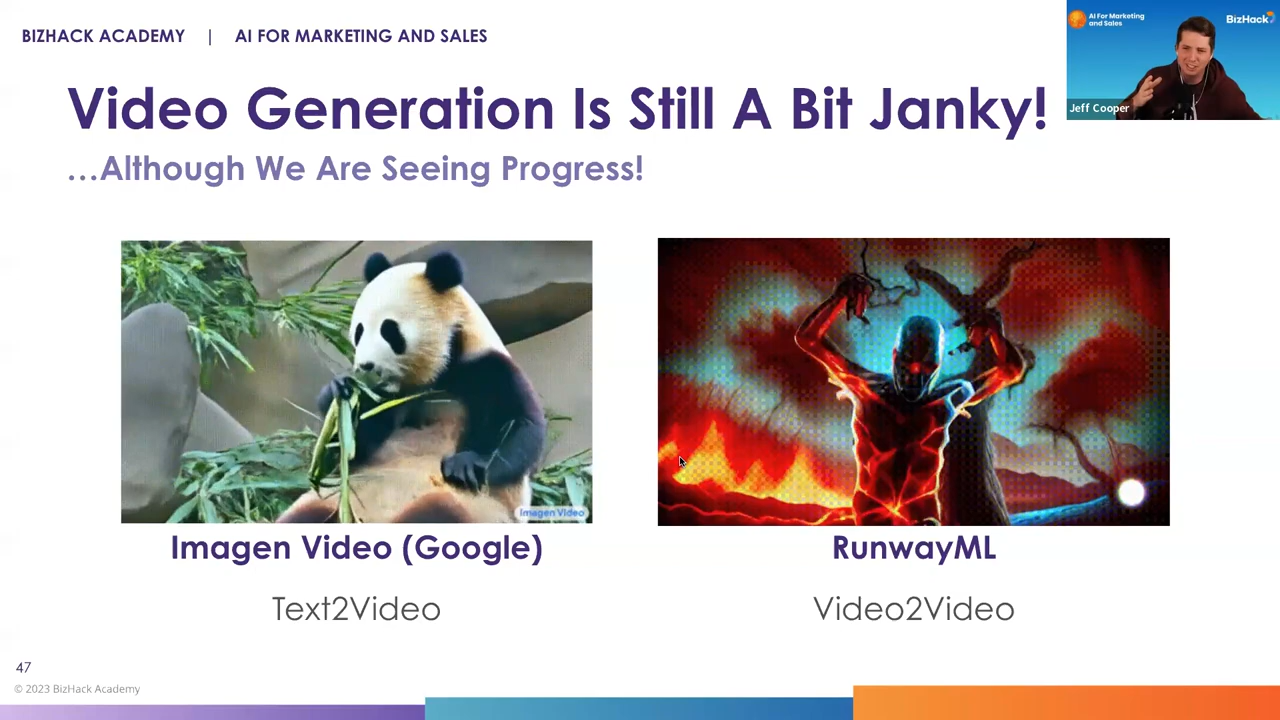 BIZHACK ACADEMY | AI FOR MARKETING AND SALES
AI For Marketing
and Sales
BizHack
Jeff Cooper
Video Generation Is Still A Bit Janky!
...Although We Are Seeing Progress!
Imagen Video
Imagen Video (Google)
RunwayML
Text2Video
Video2Video
47
© 2023 BizHack Academy